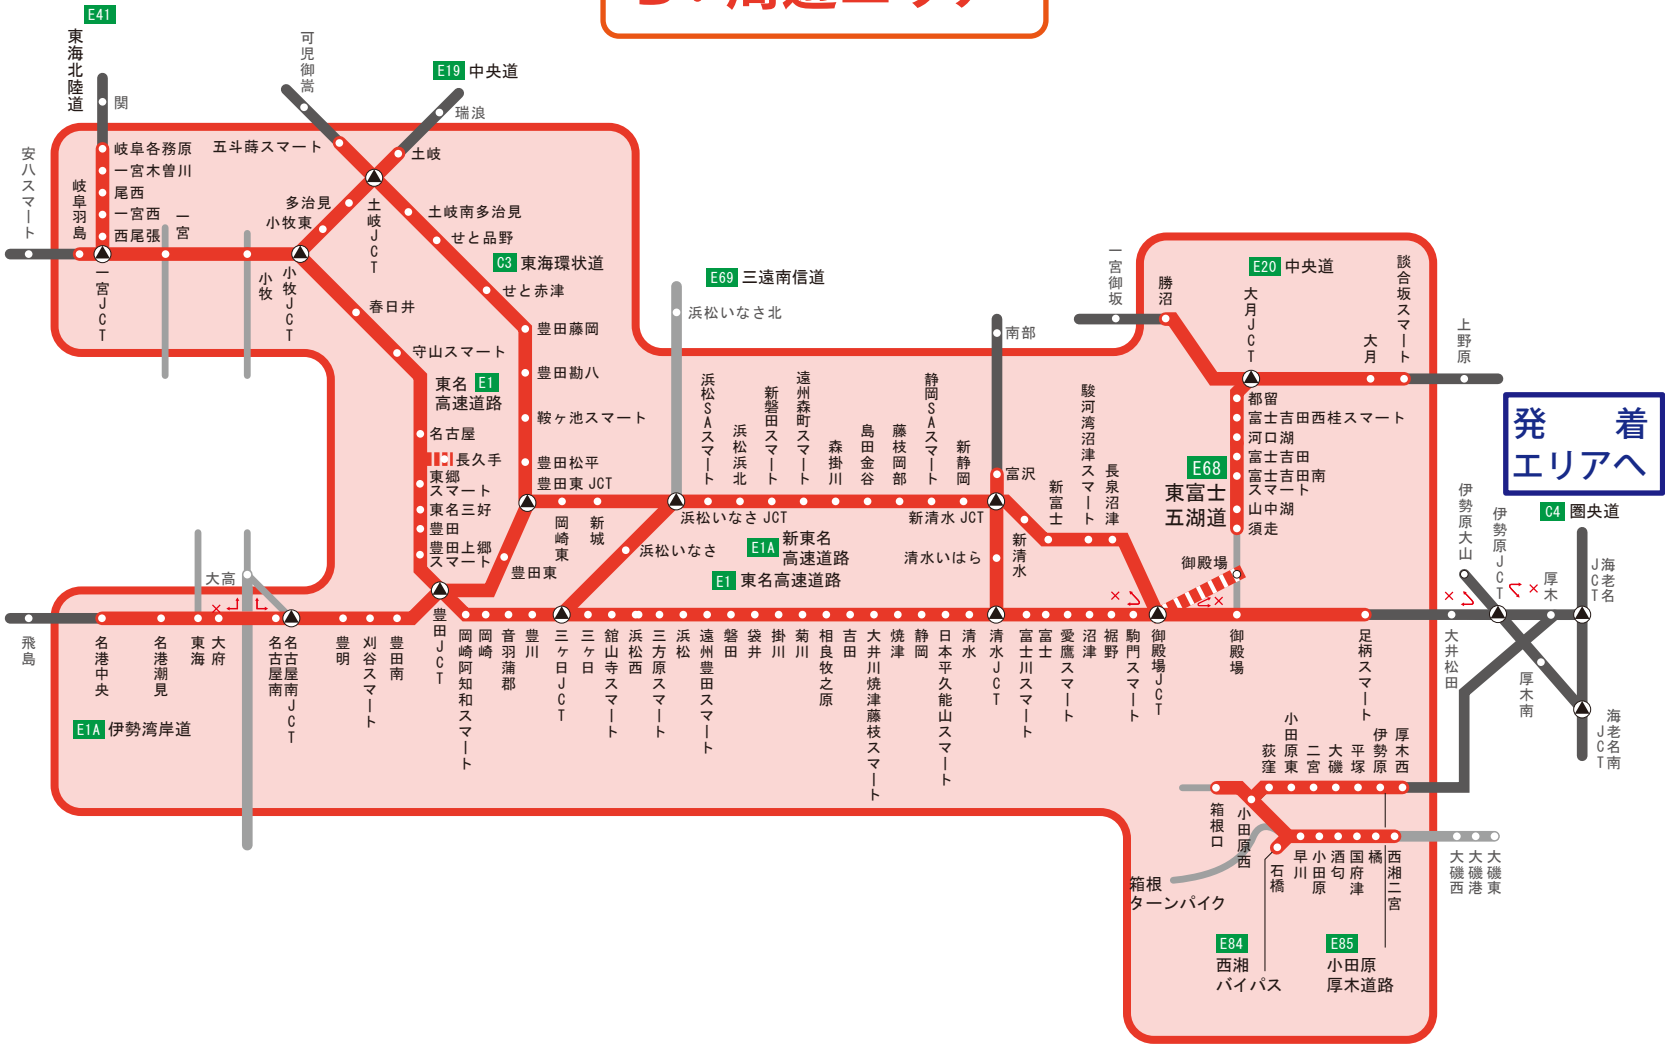 周遊エリア
E41
東海北陸道
関
可児御嵩
E19 中央道
瑞浪
安八スマート
岐阜羽島
岐阜各務原
一宮木曽川
尾西
一宮西
西尾張
一宮
一宮JCT
五斗蒔スマート
土岐
多治見
小牧東
土岐JCT
土岐南多治見
せと品野
C3 東海環状道
せと赤津
小牧
小牧JCT
春日井
守山スマート
東名 E1
高速道路
豊田藤岡
豊田勘八
鞍ヶ池スマート
豊田松平
豊田東 JCT
名古屋
長久手
東郷
スマート
東名三好
豊田
豊田上郷
スマート
豊田東
岡崎東
新城
E69 三遠南信道
浜松いなさ北
浜松いなさ JCT
浜松いなさ
浜松SAスマート
浜松浜北
新磐田スマート
遠州森町スマート
森掛川
島田金谷
藤枝岡部
静岡SAスマート
新静岡
新清水 JCT
E1A 新東名
高速道路
E1 東名高速道路
南部
富沢
清水いはら
新清水
新富士
駿河湾沼津スマート
長泉沼津
一宮御坂
勝沼
E20 中央道
大月JCT
大月
談合坂スマート
上野原
都留
富士吉田西桂スマート
河口湖
富士吉田
富士吉田南
スマート
山中湖
須走
E68
東富士
五湖道
御殿場
発着
エリアへ
C4 圏央道
伊勢原大山
伊勢原JCT
厚木
海老名JCT
大井松田
厚木南
海老名南JCT
飛島
名港中央
名港潮見
東海
大府
大高
名古屋南
名古屋南JCT
豊明
刈谷スマート
豊田南
豊田JCT
E1A 伊勢湾岸道
岡崎阿知和スマート
岡崎
音羽蒲郡
豊川
三ヶ日JCT
三ヶ日
舘山寺スマート
浜松西
三方原スマート
浜松
遠州豊田スマート
磐田
袋井
掛川
菊川
相良牧之原
吉田
大井川焼津藤枝スマート
焼津
静岡
日本平久能山スマート
清水
清水JCT
富士川スマート
富士
愛鷹スマート
沼津
裾野
駒門スマート
御殿場JCT
御殿場
足柄スマート
荻窪
小田原東
二宮
大磯
平塚
伊勢原
厚木西
箱根口
小田原西
石橋
早川
小田原
酒匂
国府津
橘
西湘二宮
大磯西
大磯港
大磯東
箱根
ターンパイク
E84
西湘
バイパス
E85
小田原
厚木道路